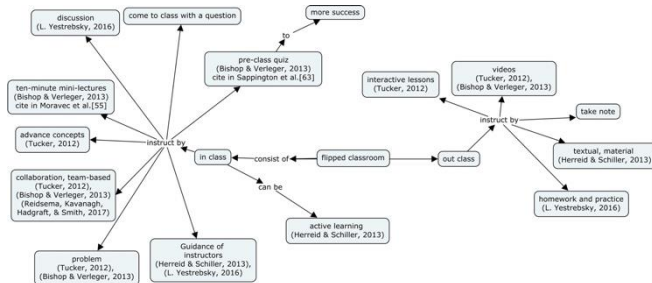 discussion
(L. Yestrebsky, 2016)
come to class with a question
more success
to
pre-class quiz
(Bishop & Verleger, 2013)
cite in Sappington et al.[63]
ten-minute mini-lectures
(Bishop & Verleger, 2013)
cite in Moravec et al.[55]
advance concepts
(Tucker, 2012)
instruct by
collaboration, team-based
(Tucker, 2012),
(Bishop & Verleger, 2013)
(Reidsema, Kavanagh,
Hadgraft, & Smith, 2017)
problem
(Tucker, 2012),
(Bishop & Verleger, 2013)
Guidance of
instructors
(Herreid & Schiller, 2013),
(L. Yestrebsky, 2016)
in class
can be
active learning
(Herreid & Schiller, 2013)
consist of
flipped classroom
out class
instruct by
interactive lessons
(Tucker, 2012)
videos
(Tucker, 2012),
(Bishop & Verleger, 2013)
take note
textual, material
(Herreid & Schiller, 2013)
homework and practice
(L. Yestrebsky, 2016)